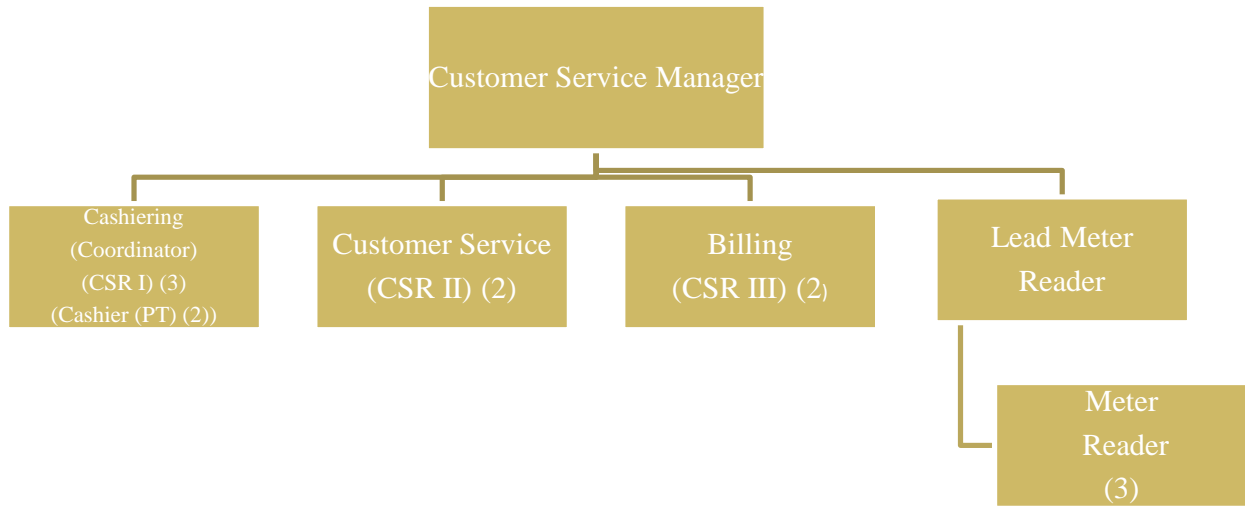 Customer Service Manager
Cashiering
(Coordinator)
(CSR I) (3)
(Cashier (PT) (2))
Customer Service
(CSR II) (2)
Billing
(CSR III) (2)
Lead Meter
Reader
Meter
Reader
(3)